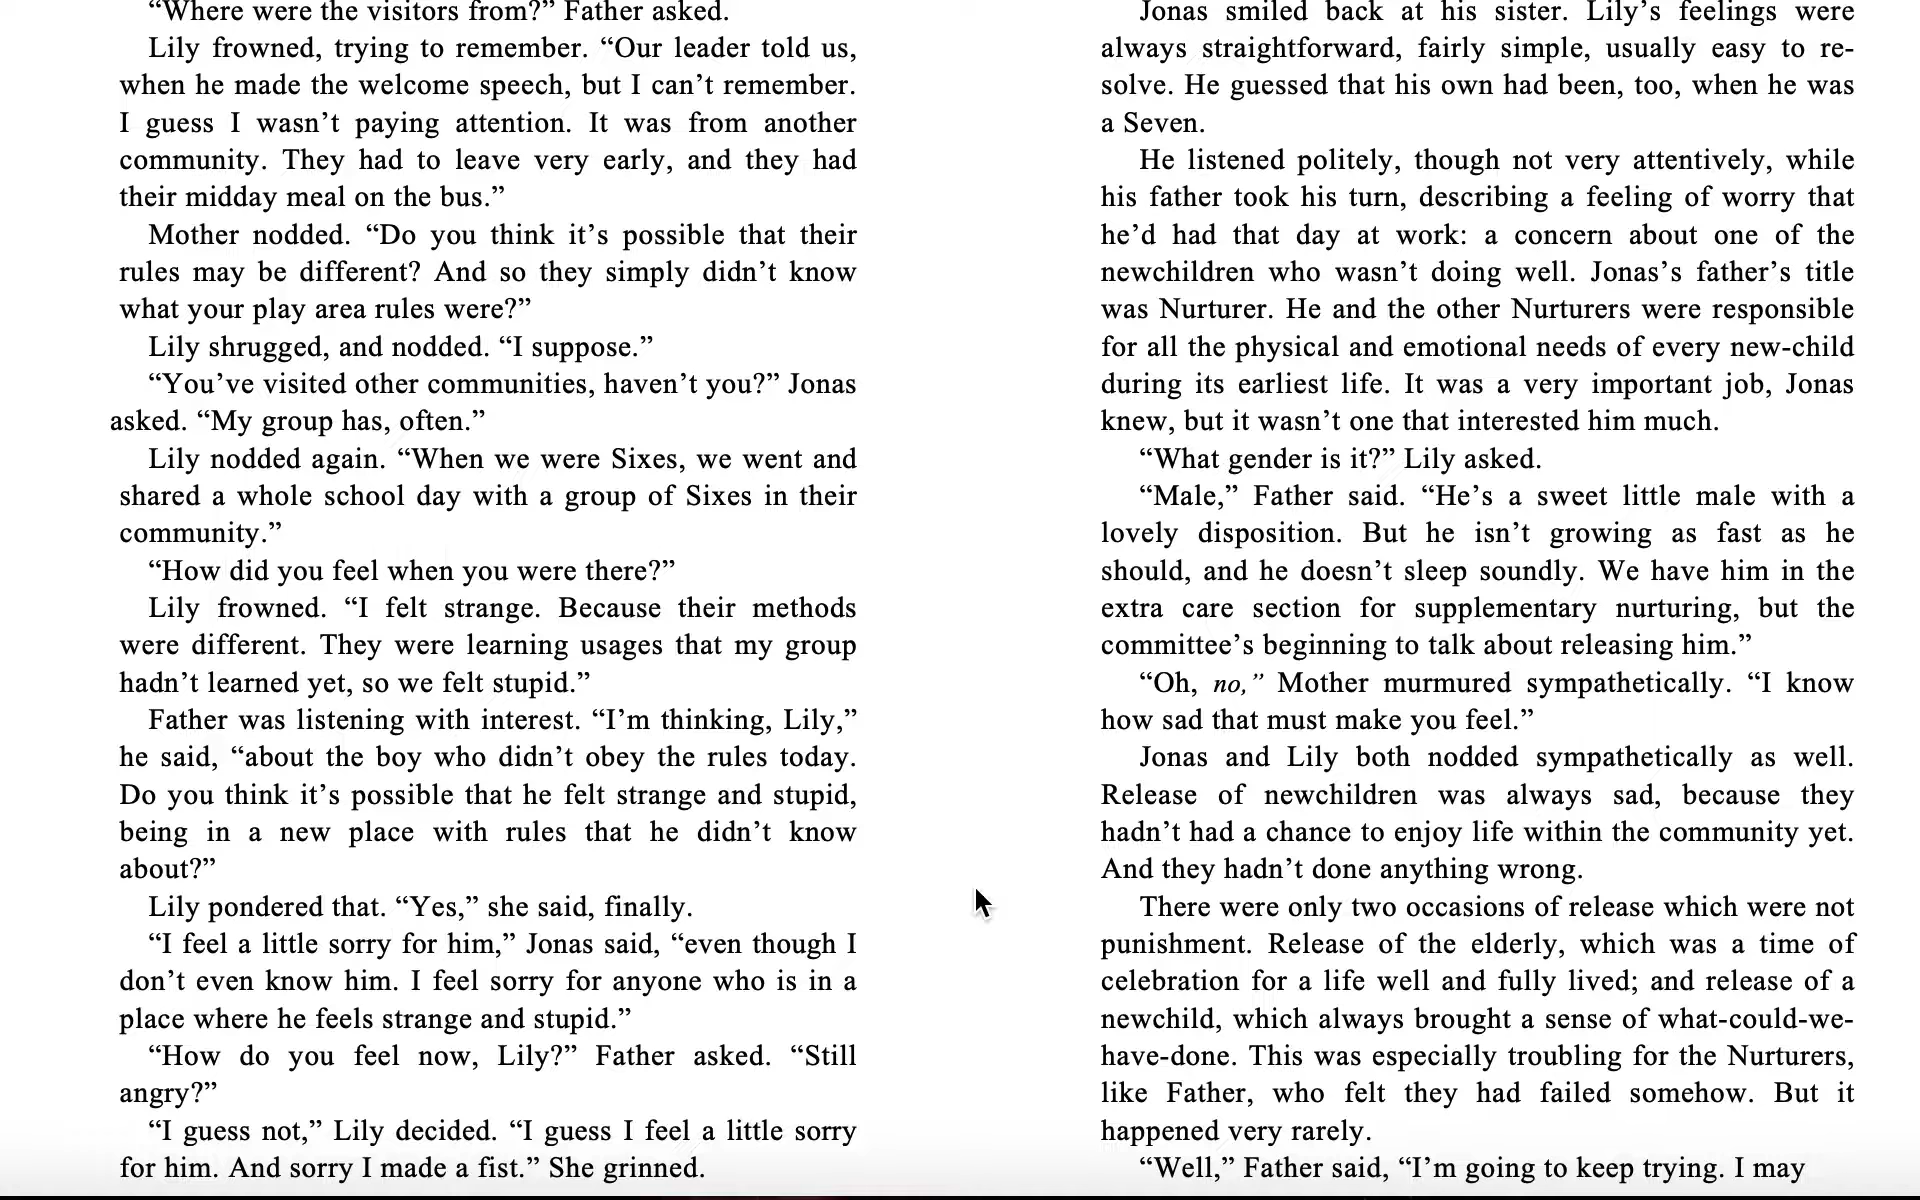 “Where were the visitors from?” Father asked.
Lily frowned, trying to remember. “Our leader told us,
when he made the welcome speech, but I can’t remember.
I guess I wasn’t paying attention. It was from another
community. They had to leave very early, and they had
their midday meal on the bus.”
Mother nodded. “Do you think it’s possible that their
rules may be different? And so they simply didn’t know
what your play area rules were?”
Lily shrugged, and nodded. “I suppose.”
“You’ve visited other communities, haven’t you?” Jonas
asked. “My group has, often.”
Lily nodded again. “When we were Sixes, we went and
shared a whole school day with a group of Sixes in their
community.”
“How did you feel when you were there?”
Lily frowned. “I felt strange. Because their methods
were different. They were learning usages that my group
hadn’t learned yet, so we felt stupid.”
Father was listening with interest. “I’m thinking, Lily,”
he said, “about the boy who didn’t obey the rules today.
Do you think it’s possible that he felt strange and stupid,
being in a new place with rules that he didn’t know
about?”
Lily pondered that. “Yes,” she said, finally.
“I feel a little sorry for him,” Jonas said, “even though I
don’t even know him. I feel sorry for anyone who is in a
place where he feels strange and stupid.”
“How do you feel now, Lily?” Father asked. “Still
angry?”
“I guess not,” Lily decided. “I guess I feel a little sorry
for him. And sorry I made a fist.” She grinned.
Jonas smiled back at his sister. Lily’s feelings were
always straightforward, fairly simple, usually easy to re-
solve. He guessed that his own had been, too, when he was
a Seven.
He listened politely, though not very attentively, while
his father took his turn, describing a feeling of worry that
he’d had that day at work: a concern about one of the
newchildren who wasn’t doing well. Jonas’s father’s title
was Nurturer. He and the other Nurturers were responsible
for all the physical and emotional needs of every new-child
during its earliest life. It was a very important job, Jonas
knew, but it wasn’t one that interested him much.
“What gender is it?” Lily asked.
“Male,” Father said. “He’s a sweet little male with a
lovely disposition. But he isn’t growing as fast as he
should, and he doesn’t sleep soundly. We have him in the
extra care section for supplementary nurturing, but the
committee’s beginning to talk about releasing him.”
“Oh, no,” Mother murmured sympathetically. “I know
how sad that must make you feel.”
Jonas and Lily both nodded sympathetically as well.
Release of newchildren was always sad, because they
hadn’t had a chance to enjoy life within the community yet.
And they hadn’t done anything wrong.
There were only two occasions of release which were not
punishment. Release of the elderly, which was a time of
celebration for a life well and fully lived; and release of a
newchild, which always brought a sense of what-could-we-
have-done. This was especially troubling for the Nurturers,
like Father, who felt they had failed somehow. But it
happened very rarely.
“Well,” Father said, “I’m going to keep trying. I may